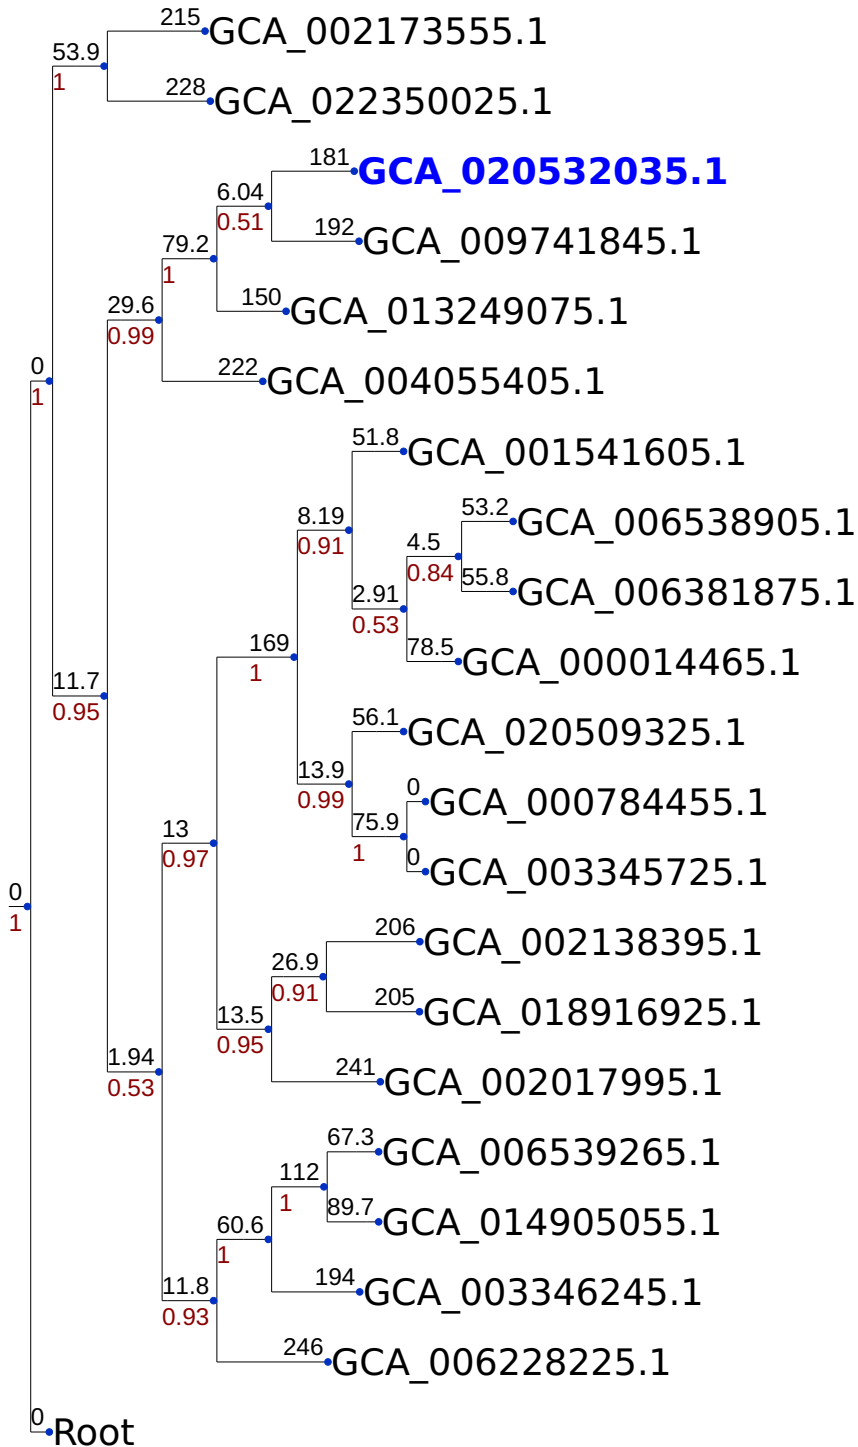 215
GCA_002173555.1
53.9
1
228
GCA_022350025.1
181
GCA_020532035.1
6.04
0.51
192
GCA_009741845.1
79.2
1
150
GCA_013249075.1
29.6
0.99
222
GCA_004055405.1
0
1
51.8
GCA_001541605.1
8.19
0.91
53.2
GCA_006538905.1
4.5
0.84
55.8
GCA_006381875.1
2.91
0.53
78.5
GCA_000014465.1
169
1
11.7
0.95
56.1
GCA_020509325.1
13.9
0.99
0
GCA_000784455.1
75.9
1
0
GCA_003345725.1
13
0.97
0
1
206
GCA_002138395.1
26.9
0.91
205
GCA_018916925.1
13.5
0.95
241
GCA_002017995.1
1.94
0.53
67.3
GCA_006539265.1
112
1
89.7
GCA_014905055.1
60.6
1
194
GCA_003346245.1
11.8
0.93
246
GCA_006228225.1
0
Root